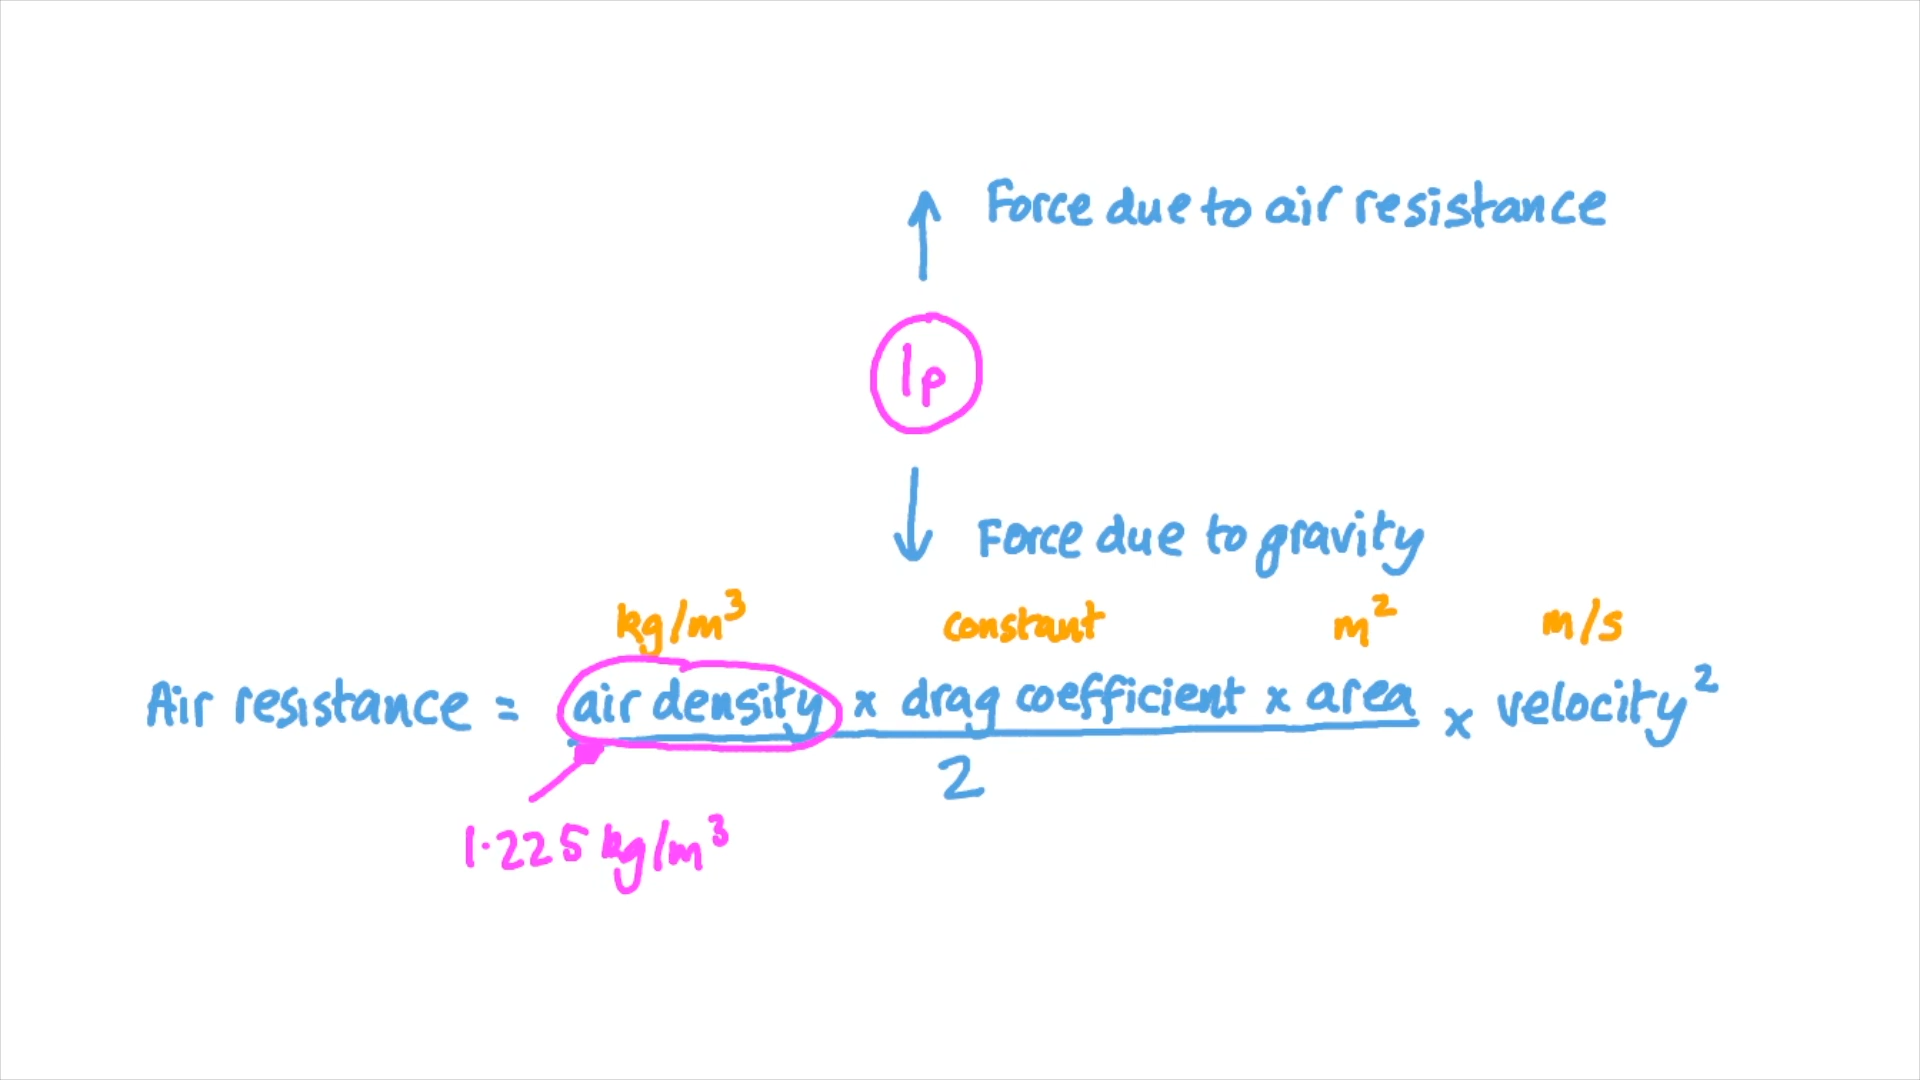 Force due to air resistance
1p
Force due to gravity
kg/m³ constant m² m/s
Air resistance = air density x drag coefficient x area x velocity²
2
1.225 kg/m³